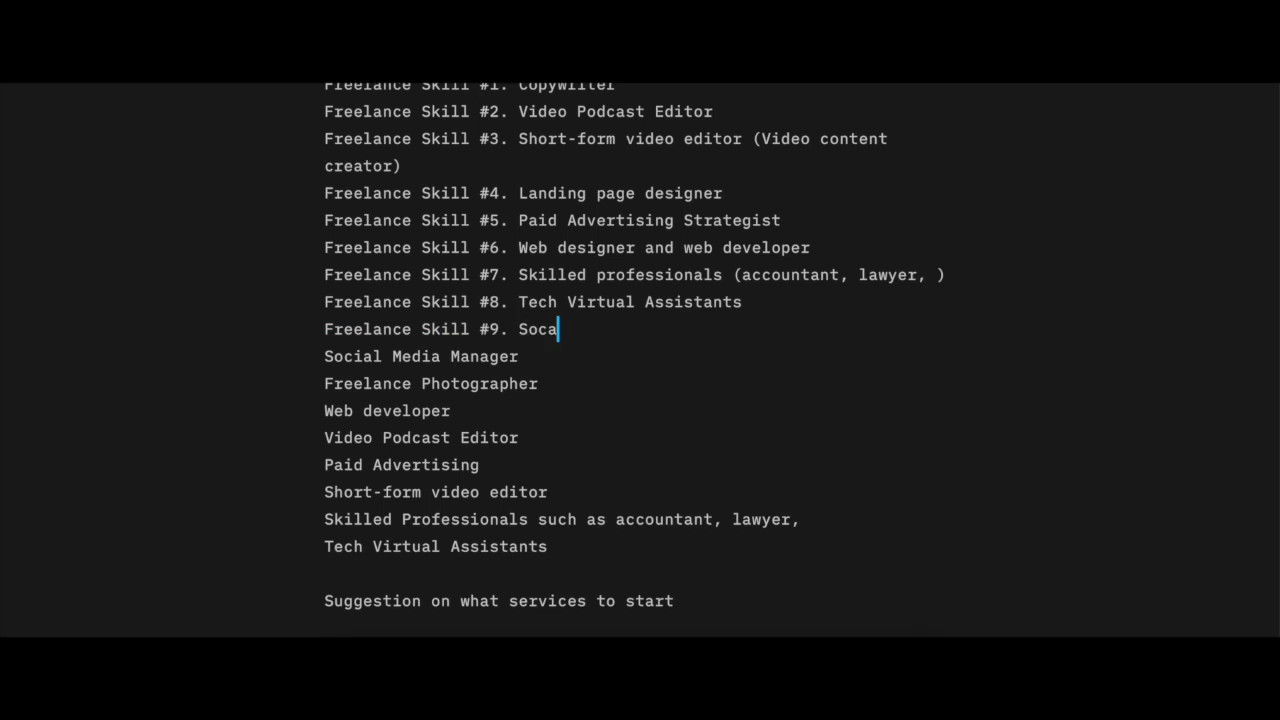 Freelance Skill #1. Copywriter
Freelance Skill #2. Video Podcast Editor
Freelance Skill #3. Short-form video editor (Video content
creator)
Freelance Skill #4. Landing page designer
Freelance Skill #5. Paid Advertising Strategist
Freelance Skill #6. Web designer and web developer
Freelance Skill #7. Skilled professionals (accountant, lawyer, )
Freelance Skill #8. Tech Virtual Assistants
Freelance Skill #9. Soca
Social Media Manager
Freelance Photographer
Web developer
Video Podcast Editor
Paid Advertising
Short-form video editor
Skilled Professionals such as accountant, lawyer,
Tech Virtual Assistants
Suggestion on what services to start